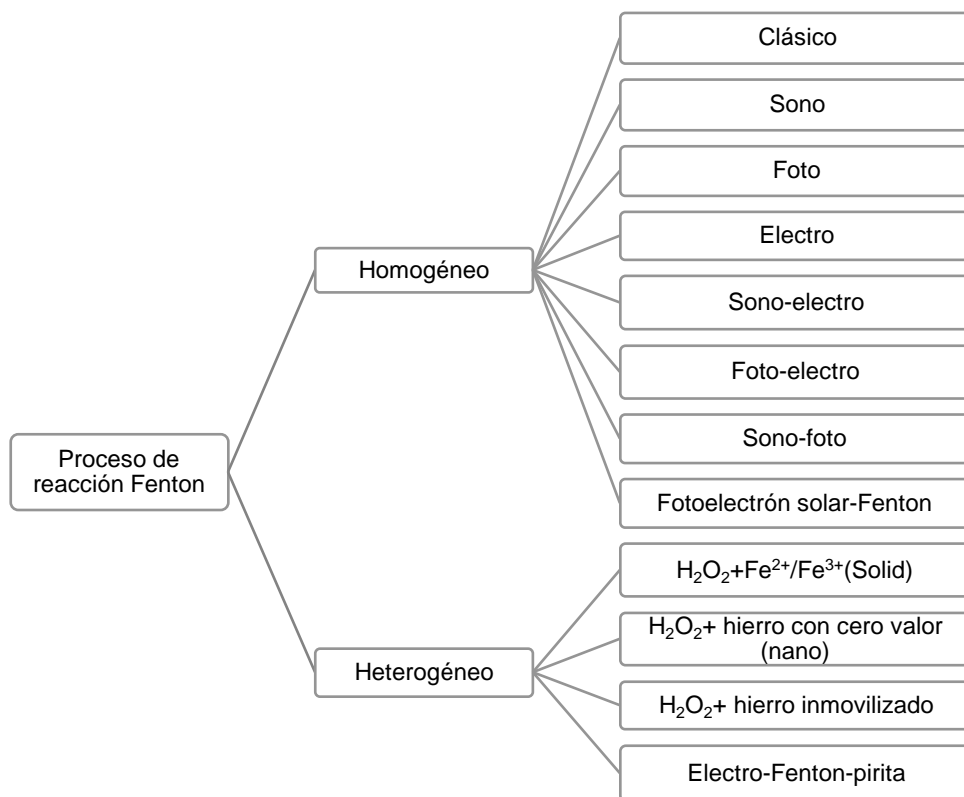 Proceso de
reacción Fenton
Homogéneo
Clásico
Sono
Foto
Electro
Sono-electro
Foto-electro
Sono-foto
Fotoelectrón solar-Fenton
Heterogéneo
H₂O₂+Fe²⁺/Fe³⁺(Solid)
H₂O₂+ hierro con cero valor
(nano)
H₂O₂+ hierro inmovilizado
Electro-Fenton-pirita